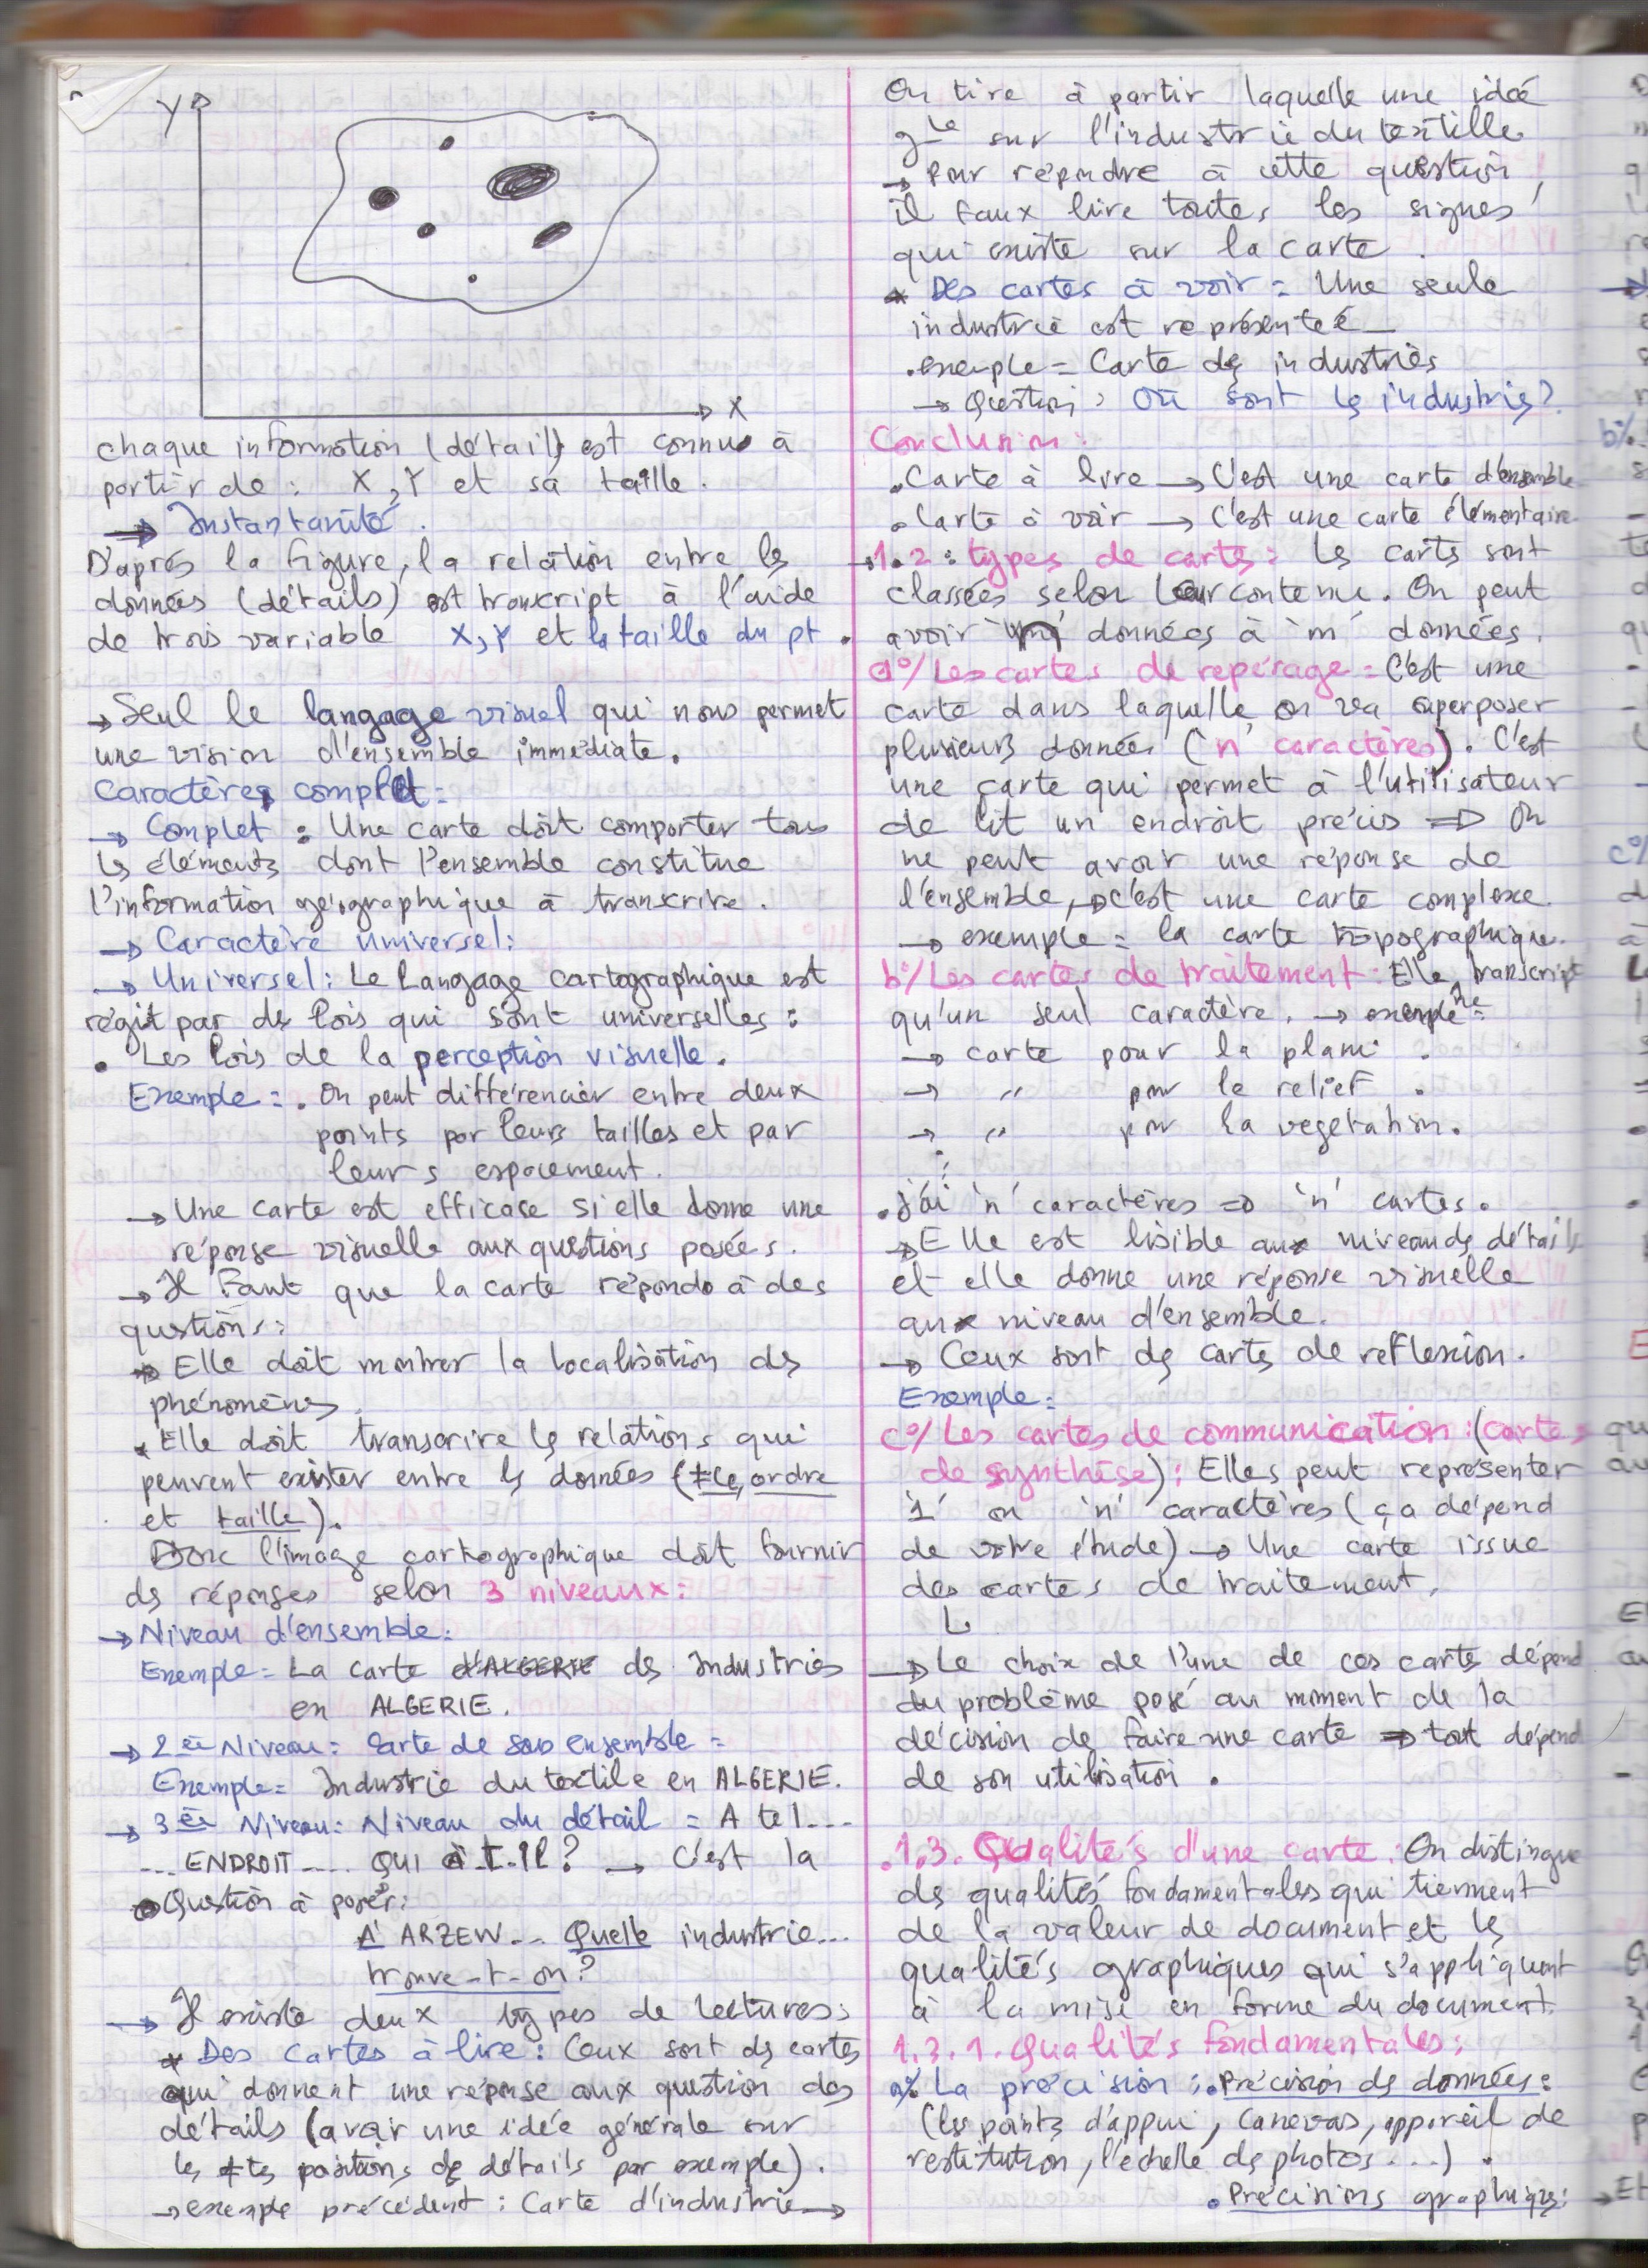 Y
X
chaque information (détail) est connue à
partir de : X, Y et sa taille.
→ Instantanité.
D'aprés la figure, la relation entre les
données (détails) est transcript à l'aide
de trois variable X, Y et la taille du pt.
→ Seul le langage visuel qui nous permet
une vision d'ensemble immédiate.
Caractères complet =
→ Complet : Une carte doit comporter tous
les éléments dont l'ensemble constitue
l'information géographique à transcrire.
→ Caractère universel:
→ Universel : Le Langage cartographique est
régit par des lois qui sont universelles :
• Les lois de la perception visuelle.
Exemple = . On peut différencier entre deux
points par leurs tailles et par
leurs espacement.
→ Une carte est efficase si elle donne une
réponse visuelle aux questions posées.
→ Il Faut que la carte réponde à des
questions :
→ Elle doit montrer la localisation des
phénomènes.
* Elle doit transcrire les relations qui
peuvent exister entre les données (≠ce, ordre
et taille).
Donc l'image cartographique doit fournir
des réponses selon 3 niveaux :
→ Niveau d'ensemble :
Exemple = La carte d'ALGERIE des industries
en ALGERIE.
→ 2è Niveau = Carte de sous ensemble =
Exemple = Industrie du textile en ALGERIE.
→ 3è Niveau = Niveau du détail = A tel ...
... ENDROIT .... QUI à-t-il ? → C'est la
• Question à poser :
A ARZEW... Quelle industrie...
trouve-t-on ?
→ Il existe deux types de lectures :
* Des cartes à lire : Ceux sont des cartes
qui donnent une réponse aux question des
détails (avoir une idée générale sur
les ≠tes positions de détails par exemple).
→ exemple précédent : Carte d'industrie →
On tire à partir laquelle une idée
gle sur l'industrie du textille
→ Pour répondre à cette question,
il faux lire toutes les signes
qui existe sur la carte.
* Des cartes à voir = Une seule
industrie est représentée
. exemple = Carte des industries
→ Question : Où sont les industries ?
Conclusion :
. Carte à lire → C'est une carte d'ensemble
. Carte à voir → C'est une carte élémentaire.
.1.2 : types de cartes : les cartes sont
classées selon leur contenu. On peut
avoir 'n' données à 'm' données.
a°/ Les cartes de repérage = C'est une
carte dans laquelle on va superposer
plusieurs données ('n' caractères). C'est
une carte qui permet à l'utilisateur
de lit un endroit précis ⇒ On
ne peut avoir une réponse de
l'ensemble, → c'est une carte complexe.
→ exemple = la carte topographique.
b°/ Les cartes de traitement : Elle ne transcript
qu'un seul caractère. → exemple =
→ carte pour la plani .
→ " pour le relief .
→ " pour la vegetation.
.j'ai 'n' caractères ⇒ 'n' cartes.
→ Elle est lisible aux niveau des détails
et elle donne une réponse visuelle
aux niveau d'ensemble.
→ Ceux sont des cartes de reflexion.
Exemple =
c°/ Les cartes de communication : (cartes
de synthèse) : Elles peut représenter
'1' ou 'n' caractères (ça dépend
de votre étude) → Une carte issue
des cartes de traitement.
→ Le choix de l'une de ces cartes dépend
du problème posé au moment de la
décision de faire une carte ⇒ tout dépend
de son utilisation .
.1.3. Qualités d'une carte : On distingue
des qualités fondamentales qui tiennent
de la valeur de document et les
qualités graphiques qui s'appliquent
à la mise en forme du document.
1.3.1. Qualités fondamentales :
a°/ La précision : . Précision des données :
(les points d'appui, Canevas, appareil de
restitution, l'échelle des photos...) .
. Précisions graphiques :